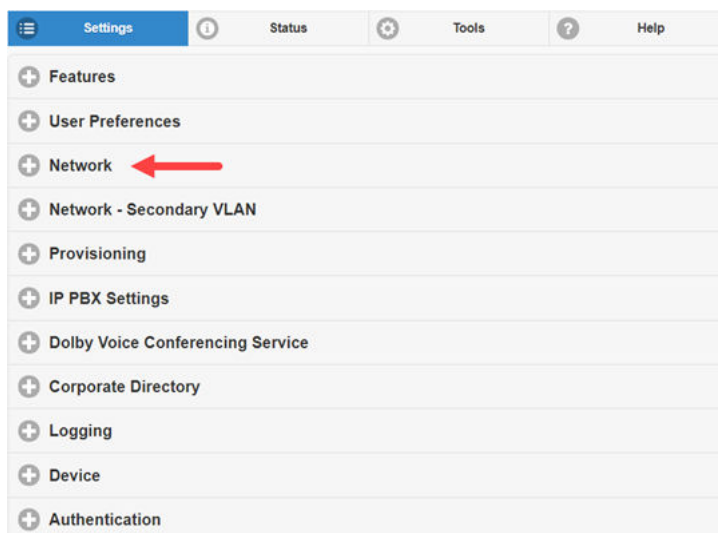 Settings Status Tools Help
Features
User Preferences
Network
Network - Secondary VLAN
Provisioning
IP PBX Settings
Dolby Voice Conferencing Service
Corporate Directory
Logging
Device
Authentication